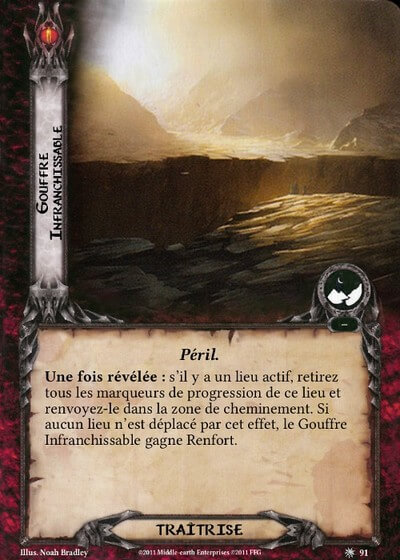 Gouffre
Infranchissable
–
Péril.
Une fois révélée : s'il y a un lieu actif, retirez
tous les marqueurs de progression de ce lieu et
renvoyez-le dans la zone de cheminement. Si
aucun lieu n'est déplacé par cet effet, le Gouffre
Infranchissable gagne Renfort.
TRAÎTRISE
Illus. Noah Bradley
©2011 Middle-earth Enterprises ©2011 FFG
91